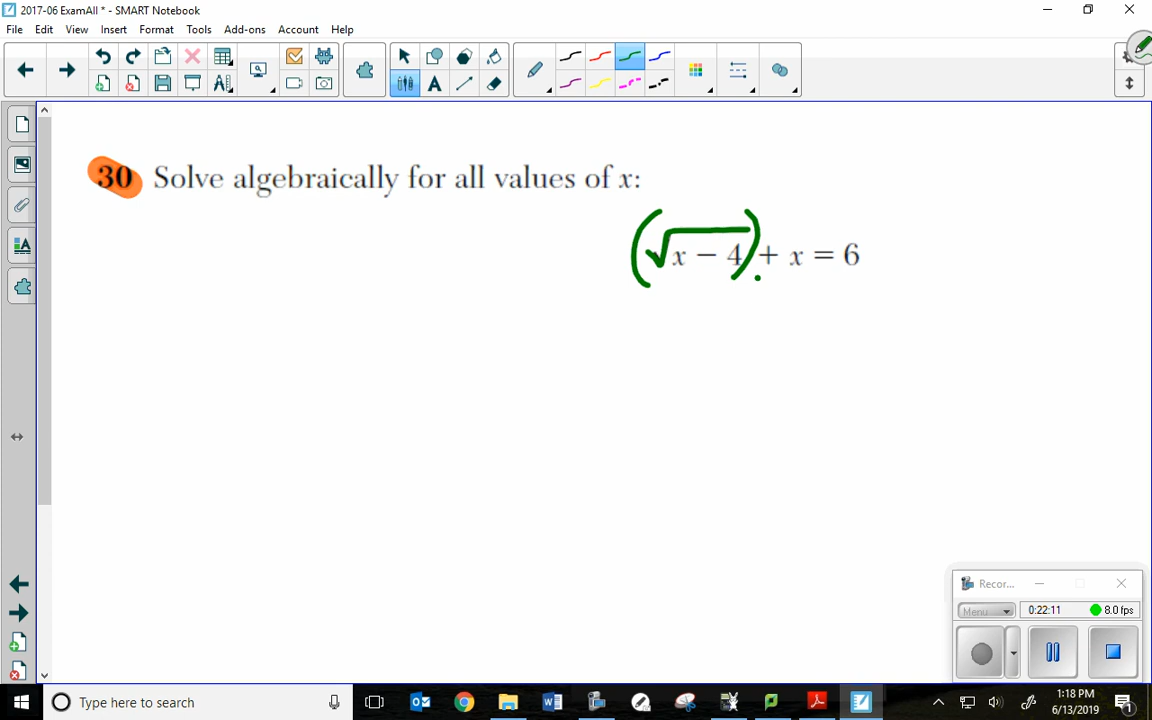 2017-06 ExamAll * - SMART Notebook
File Edit View Insert Format Tools Add-ons Account Help
30 Solve algebraically for all values of x:
(√x − 4) + x = 6
Recor...
Menu 0:22:11 8.0 fps
Type here to search
1:18 PM
6/13/2019
1